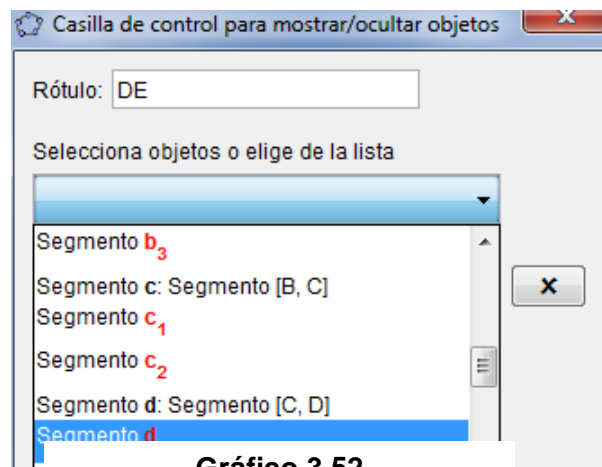 Casilla de control para mostrar/ocultar objetos
Rótulo: DE
Selecciona objetos o elige de la lista
Segmento b₃
Segmento c: Segmento [B, C]
Segmento c₁
Segmento c₂
Segmento d: Segmento [C, D]
Segmento d
Gráfico 3.52